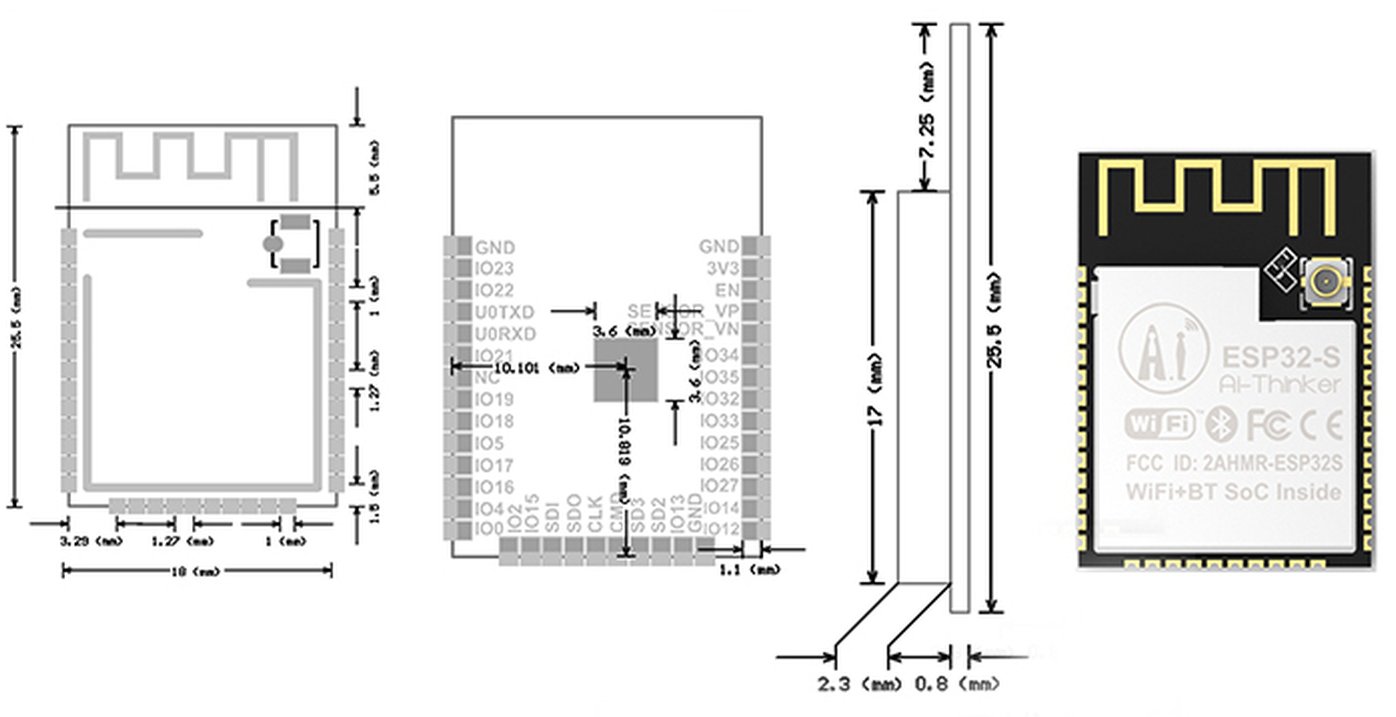 25.5 (mm)
5.5 (mm)
1 (mm)
1.27 (mm)
1.5 (mm)
3.29 (mm)
1.27 (mm)
1 (mm)
18 (mm)
GND
IO23
IO22
U0TXD
U0RXD
IO21
NC
IO19
IO18
IO5
IO17
IO16
IO4
IO0
IO2
IO15
SDI
SDO
CLK
CMD
SD3
SD2
IO13
GND
GND
3V3
EN
SENSOR_VP
SENSOR_VN
IO34
IO35
IO32
IO33
IO25
IO26
IO27
IO14
IO12
3.6 (mm)
3.6 (mm)
10.101 (mm)
10.819 (mm)
1.1 (mm)
7.25 (mm)
17 (mm)
25.5 (mm)
2.3 (mm) 0.8 (mm)
A.i
ESP32-S
AI-Thinker
WiFi FC CE
FCC ID: 2AHMR-ESP32S
WiFi+BT SoC Inside